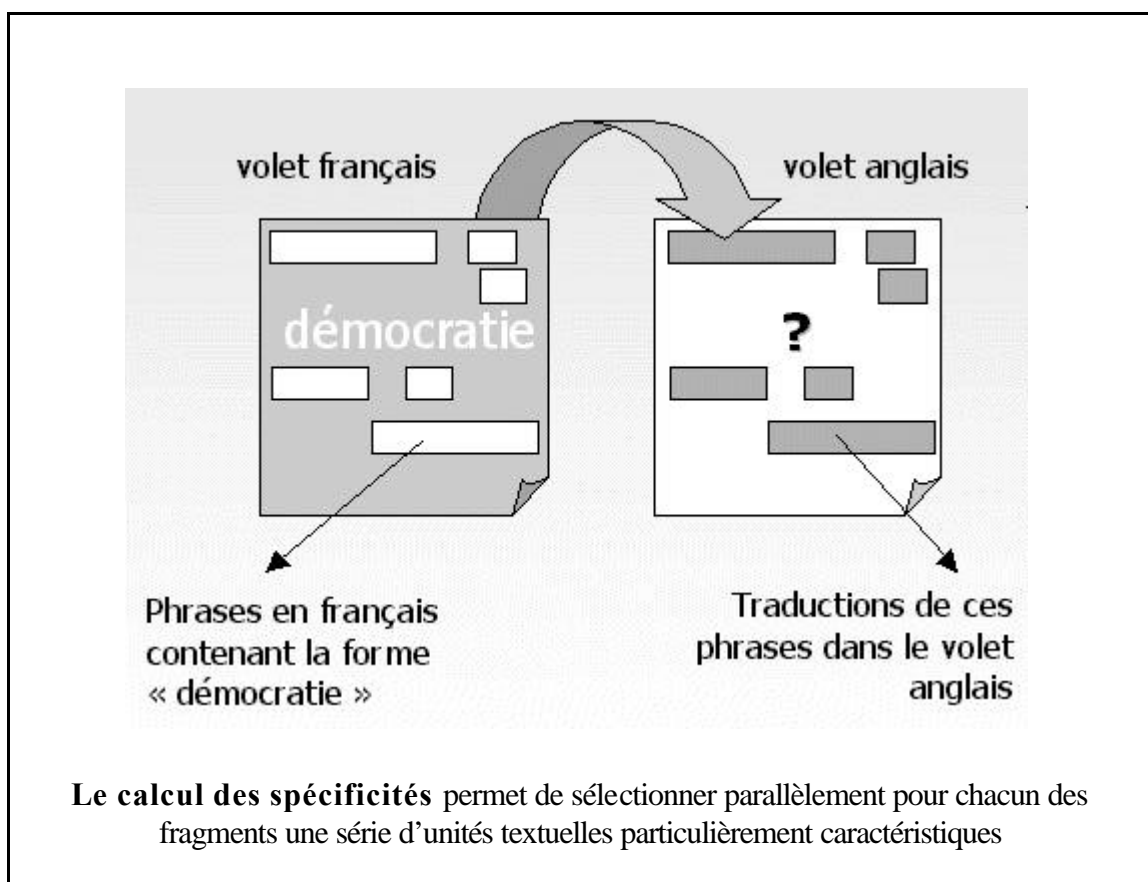 volet français
volet anglais
démocratie
?
Phrases en français
contenant la forme
« démocratie »
Traductions de ces
phrases dans le volet
anglais
Le calcul des spécificités permet de sélectionner parallèlement pour chacun des
fragments une série d'unités textuelles particulièrement caractéristiques